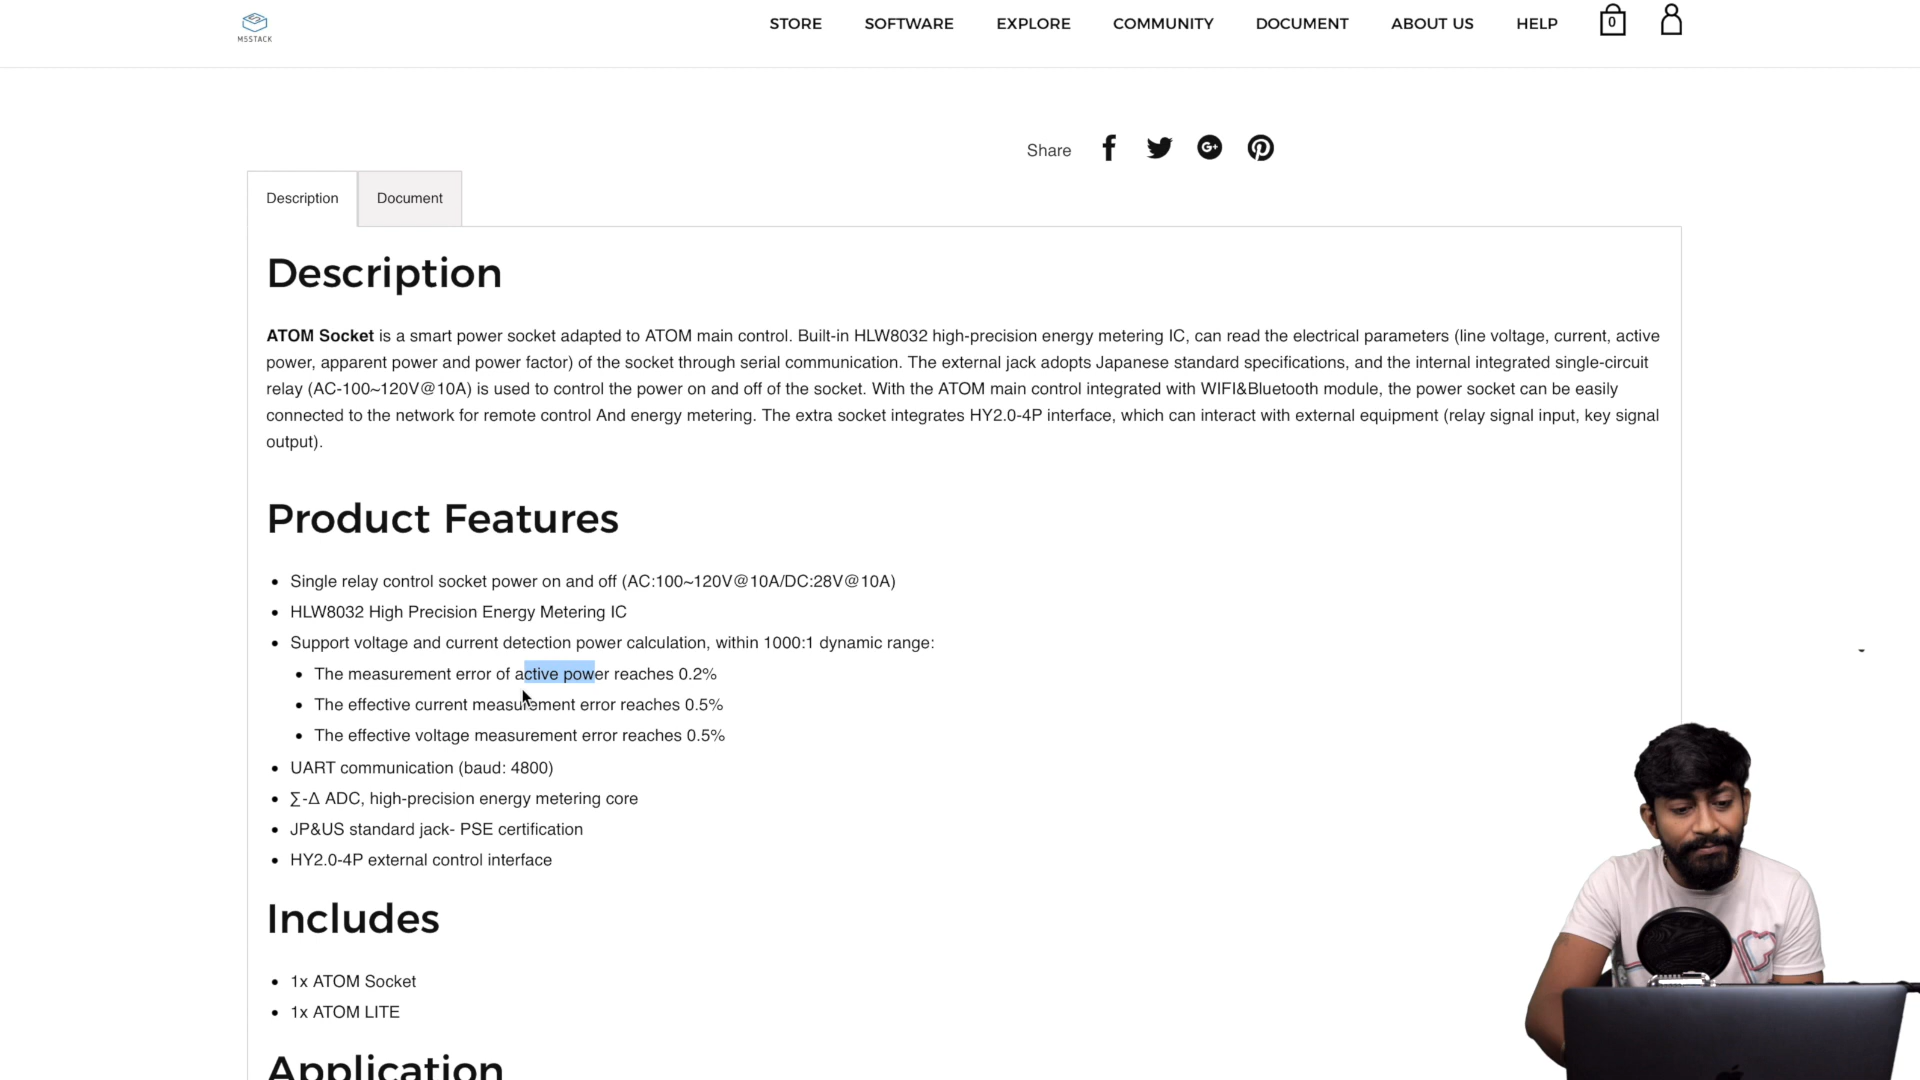 M5STACK
STORE SOFTWARE EXPLORE COMMUNITY DOCUMENT ABOUT US HELP 0
Share
Description Document
Description
ATOM Socket is a smart power socket adapted to ATOM main control. Built-in HLW8032 high-precision energy metering IC, can read the electrical parameters (line voltage, current, active
power, apparent power and power factor) of the socket through serial communication. The external jack adopts Japanese standard specifications, and the internal integrated single-circuit
relay (AC-100~120V@10A) is used to control the power on and off of the socket. With the ATOM main control integrated with WIFI&Bluetooth module, the power socket can be easily
connected to the network for remote control And energy metering. The extra socket integrates HY2.0-4P interface, which can interact with external equipment (relay signal input, key signal
output).
Product Features
• Single relay control socket power on and off (AC:100~120V@10A/DC:28V@10A)
• HLW8032 High Precision Energy Metering IC
• Support voltage and current detection power calculation, within 1000:1 dynamic range:
• The measurement error of active power reaches 0.2%
• The effective current measurement error reaches 0.5%
• The effective voltage measurement error reaches 0.5%
• UART communication (baud: 4800)
• ∑-Δ ADC, high-precision energy metering core
• JP&US standard jack- PSE certification
• HY2.0-4P external control interface
Includes
• 1x ATOM Socket
• 1x ATOM LITE
Application